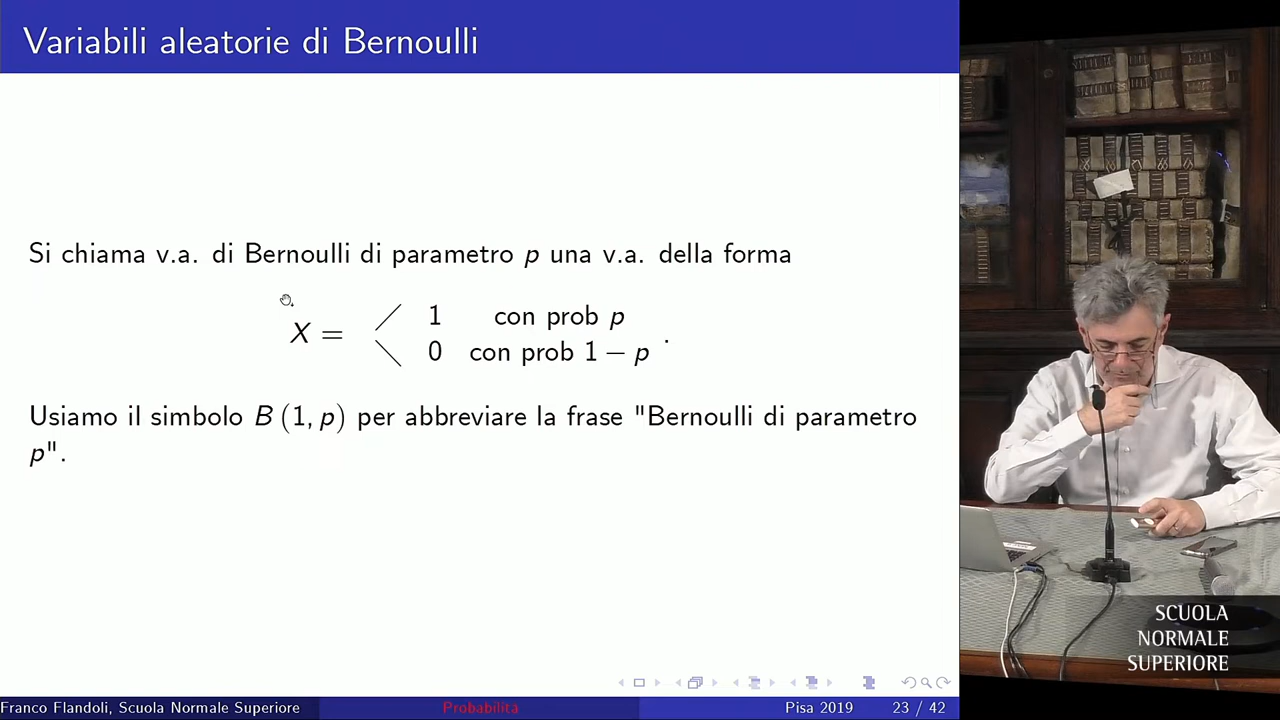 Variabili aleatorie di Bernoulli
Si chiama v.a. di Bernoulli di parametro p una v.a. della forma
X = 1 con prob p
0 con prob 1 − p .
Usiamo il simbolo B (1, p) per abbreviare la frase "Bernoulli di parametro
p".
Franco Flandoli, Scuola Normale Superiore Probabilità Pisa 2019 23 / 42
SCUOLA
NORMALE
SUPERIORE